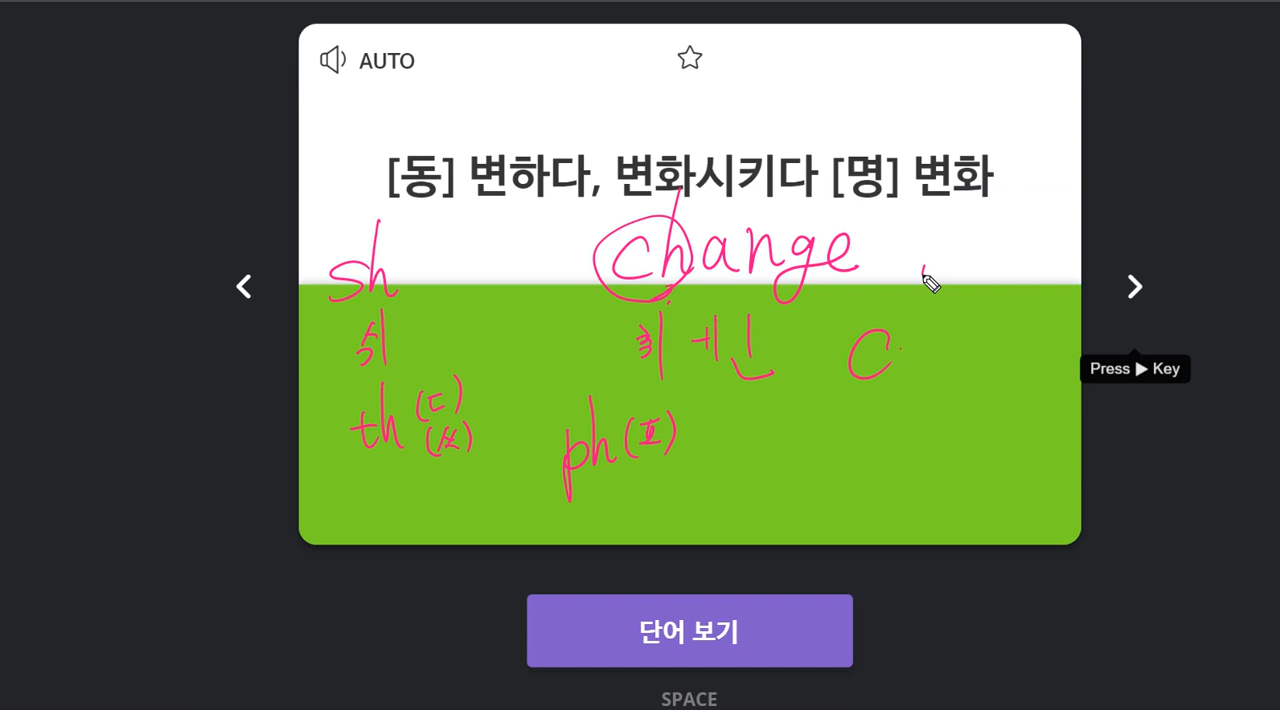 AUTO
[동] 변하다, 변화시키다 [명] 변화
sh change
쉬 취 에인 C
th (ㄷ)
(ㅆ) ph (ㅍ)
Press ▶ Key
단어 보기
SPACE